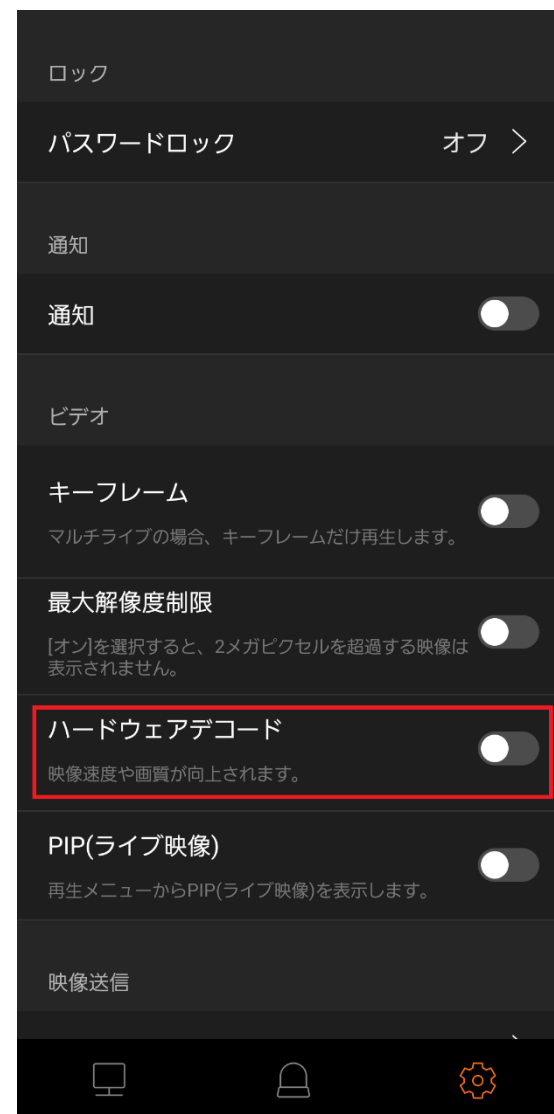 ロック
パスワードロック オフ
通知
通知
ビデオ
キーフレーム
マルチライブの場合、キーフレームだけ再生します。
最大解像度制限
[オン]を選択すると、2メガピクセルを超過する映像は
表示されません。
ハードウェアデコード
映像速度や画質が向上されます。
PIP(ライブ映像)
再生メニューからPIP(ライブ映像)を表示します。
映像送信